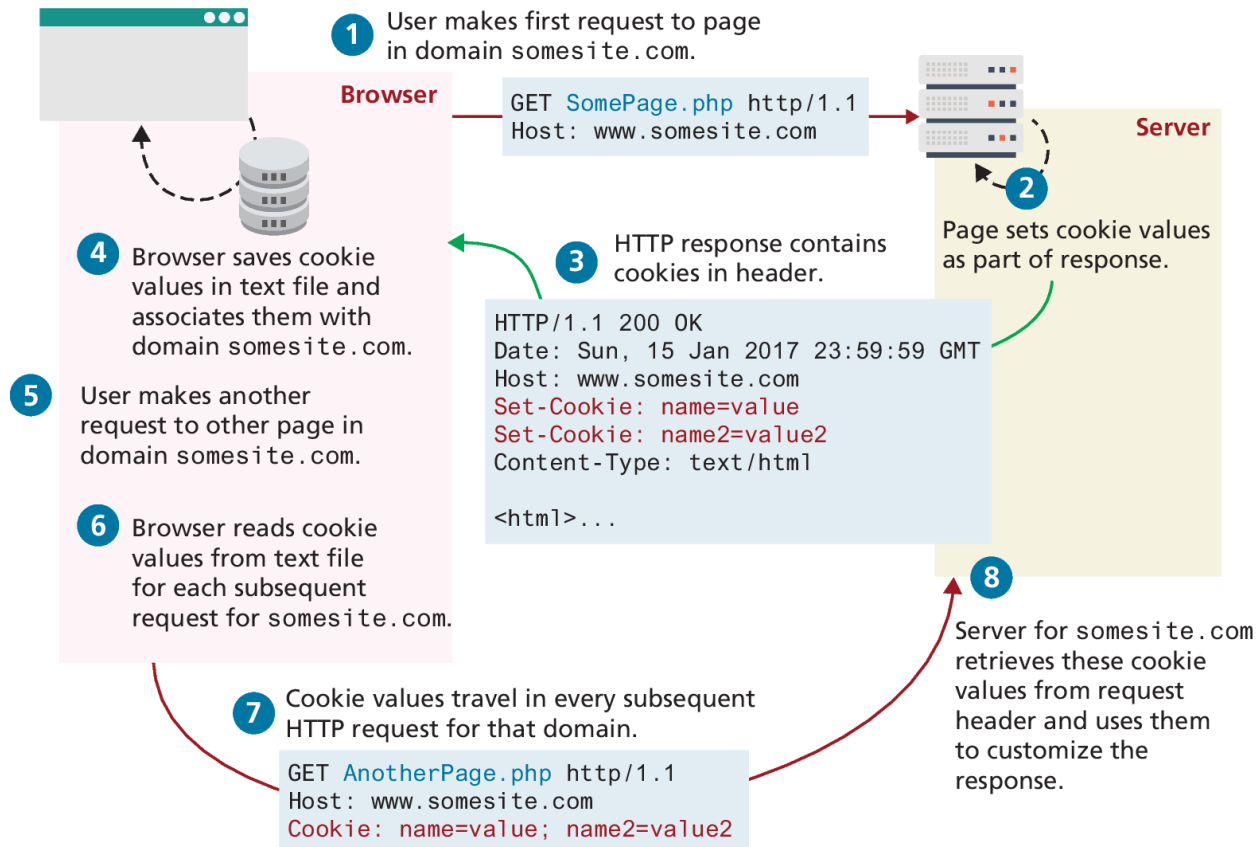 1
User makes first request to page
in domain somesite.com.
Browser
GET SomePage.php http/1.1
Host: www.somesite.com
Server
2
Page sets cookie values
as part of response.
3
HTTP response contains
cookies in header.
HTTP/1.1 200 OK
Date: Sun, 15 Jan 2017 23:59:59 GMT
Host: www.somesite.com
Set-Cookie: name=value
Set-Cookie: name2=value2
Content-Type: text/html
<html>...
4
Browser saves cookie
values in text file and
associates them with
domain somesite.com.
5
User makes another
request to other page in
domain somesite.com.
6
Browser reads cookie
values from text file
for each subsequent
request for somesite.com.
7
Cookie values travel in every subsequent
HTTP request for that domain.
GET AnotherPage.php http/1.1
Host: www.somesite.com
Cookie: name=value; name2=value2
8
Server for somesite.com
retrieves these cookie
values from request
header and uses them
to customize the
response.